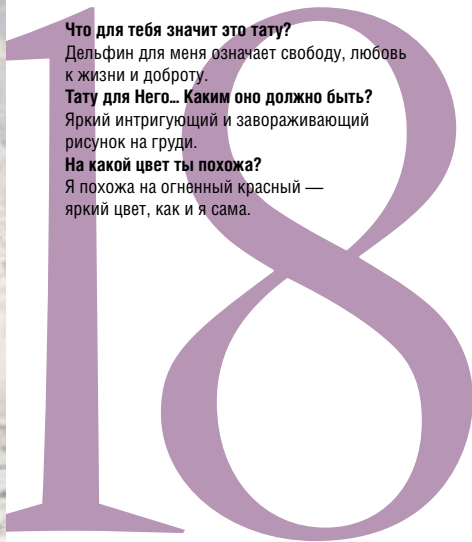 Что для тебя значит это тату?
Дельфин для меня означает свободу, любовь
к жизни и доброту.
Тату для Него... Каким оно должно быть?
Яркий интригующий и завораживающий
рисунок на груди.
На какой цвет ты похожа?
Я похожа на огненный красный —
яркий цвет, как и я сама.
18